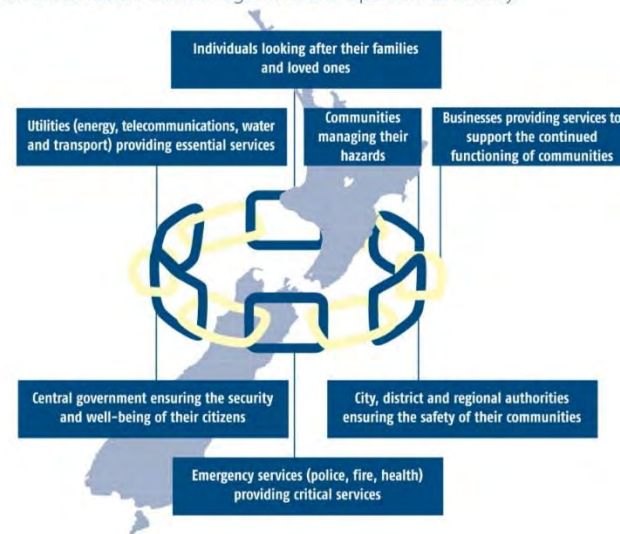 Individuals looking after their families
and loved ones
Utilities (energy, telecommunications, water
and transport) providing essential services
Communities
managing their
hazards
Businesses providing services to
support the continued
functioning of communities
Central government ensuring the security
and well-being of their citizens
City, district and regional authorities
ensuring the safety of their communities
Emergency services (police, fire, health)
providing critical services